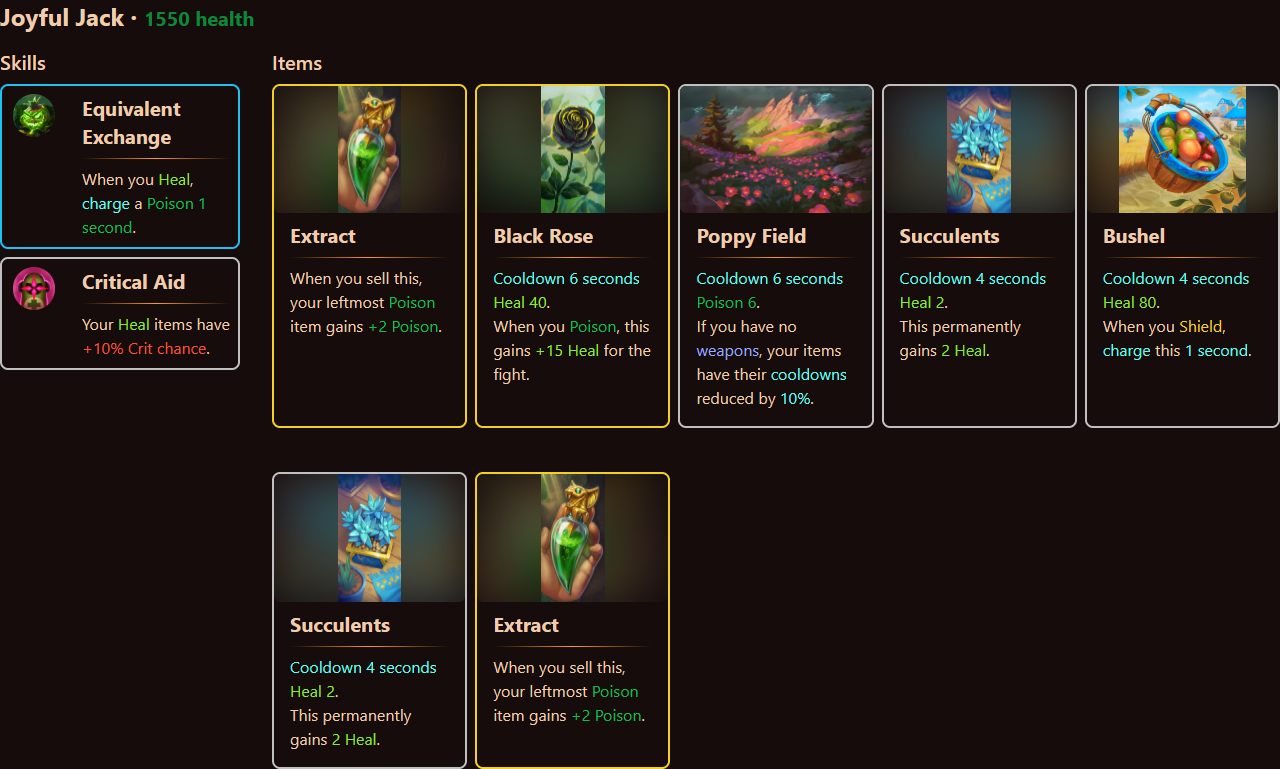 Joyful Jack · 1550 health
Skills
Equivalent
Exchange
When you Heal,
charge a Poison 1
second.
Critical Aid
Your Heal items have
+10% Crit chance.
Items
Extract
When you sell this,
your leftmost Poison
item gains +2 Poison.
Black Rose
Cooldown 6 seconds
Heal 40.
When you Poison, this
gains +15 Heal for the
fight.
Poppy Field
Cooldown 6 seconds
Poison 6.
If you have no
weapons, your items
have their cooldowns
reduced by 10%.
Succulents
Cooldown 4 seconds
Heal 2.
This permanently
gains 2 Heal.
Bushel
Cooldown 4 seconds
Heal 80.
When you Shield,
charge this 1 second.
Succulents
Cooldown 4 seconds
Heal 2.
This permanently
gains 2 Heal.
Extract
When you sell this,
your leftmost Poison
item gains +2 Poison.